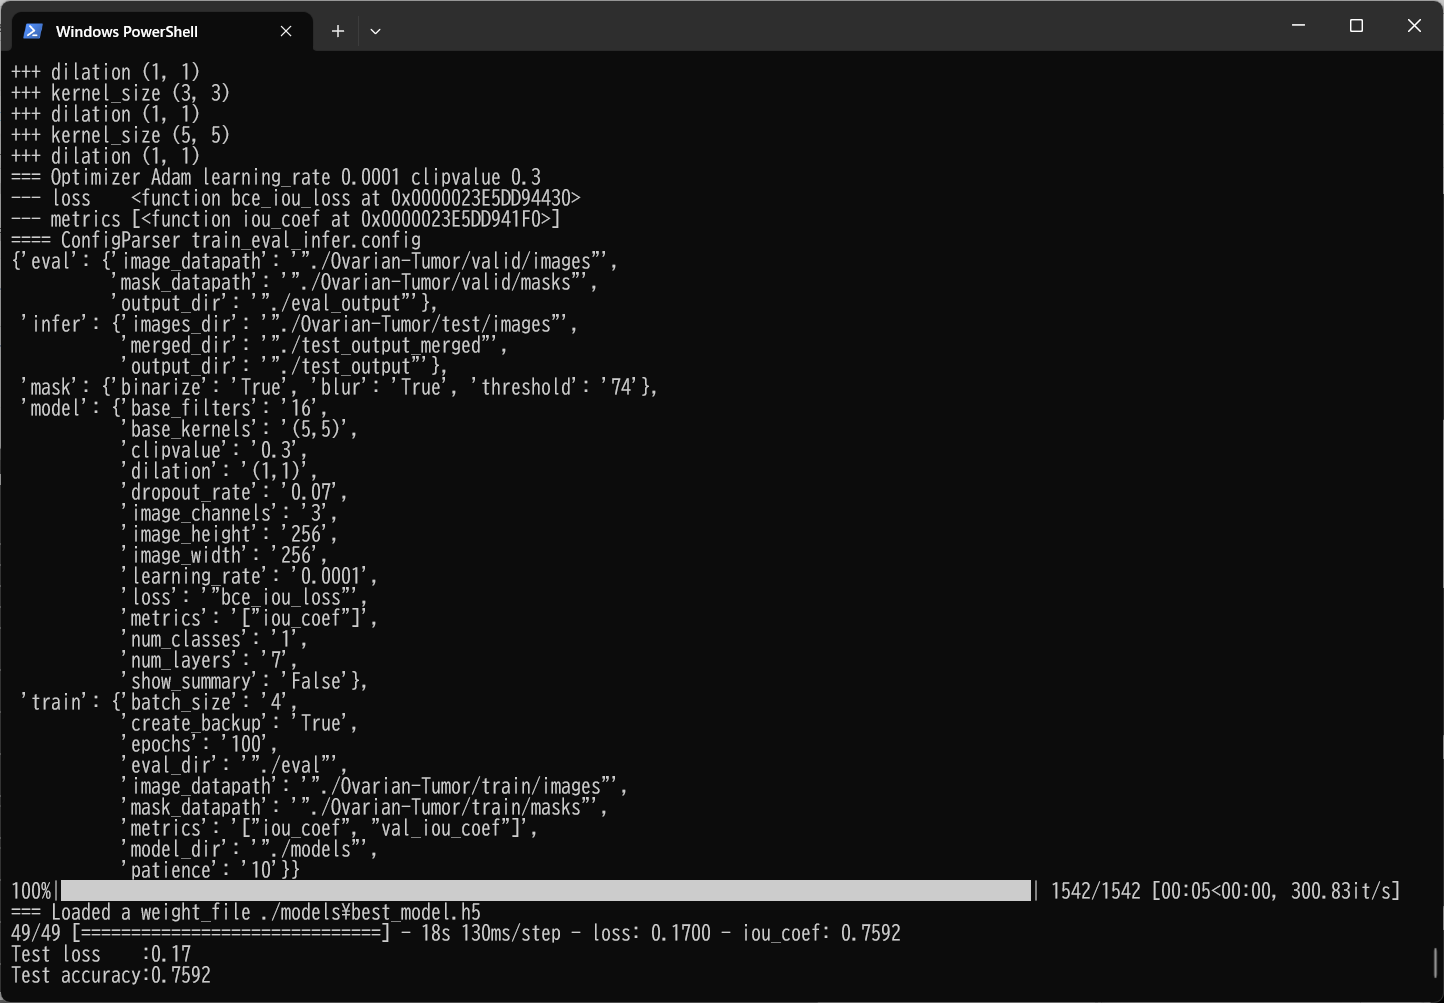 Windows PowerShell
+++ dilation (1, 1)
+++ kernel_size (3, 3)
+++ dilation (1, 1)
+++ kernel_size (5, 5)
+++ dilation (1, 1)
=== Optimizer Adam learning_rate 0.0001 clipvalue 0.3
--- loss    <function bce_iou_loss at 0x0000023E5DD94430>
--- metrics [<function iou_coef at 0x0000023E5DD941F0>]
==== ConfigParser train_eval_infer.config
{'eval': {'image_datapath': '"./Ovarian-Tumor/valid/images"',
          'mask_datapath': '"./Ovarian-Tumor/valid/masks"',
          'output_dir': '"./eval_output"'},
 'infer': {'images_dir': '"./Ovarian-Tumor/test/images"',
           'merged_dir': '"./test_output_merged"',
           'output_dir': '"./test_output"'},
 'mask': {'binarize': 'True', 'blur': 'True', 'threshold': '74'},
 'model': {'base_filters': '16',
           'base_kernels': '(5,5)',
           'clipvalue': '0.3',
           'dilation': '(1,1)',
           'dropout_rate': '0.07',
           'image_channels': '3',
           'image_height': '256',
           'image_width': '256',
           'learning_rate': '0.0001',
           'loss': '"bce_iou_loss"',
           'metrics': '["iou_coef"]',
           'num_classes': '1',
           'num_layers': '7',
           'show_summary': 'False'},
 'train': {'batch_size': '4',
           'create_backup': 'True',
           'epochs': '100',
           'eval_dir': '"./eval"',
           'image_datapath': '"./Ovarian-Tumor/train/images"',
           'mask_datapath': '"./Ovarian-Tumor/train/masks"',
           'metrics': '["iou_coef", "val_iou_coef"]',
           'model_dir': '"./models"',
           'patience': '10'}}
100%| | 1542/1542 [00:05<00:00, 300.83it/s]
=== Loaded a weight_file ./models¥best_model.h5
49/49 [==============================] - 18s 130ms/step - loss: 0.1700 - iou_coef: 0.7592
Test loss    :0.17
Test accuracy:0.7592